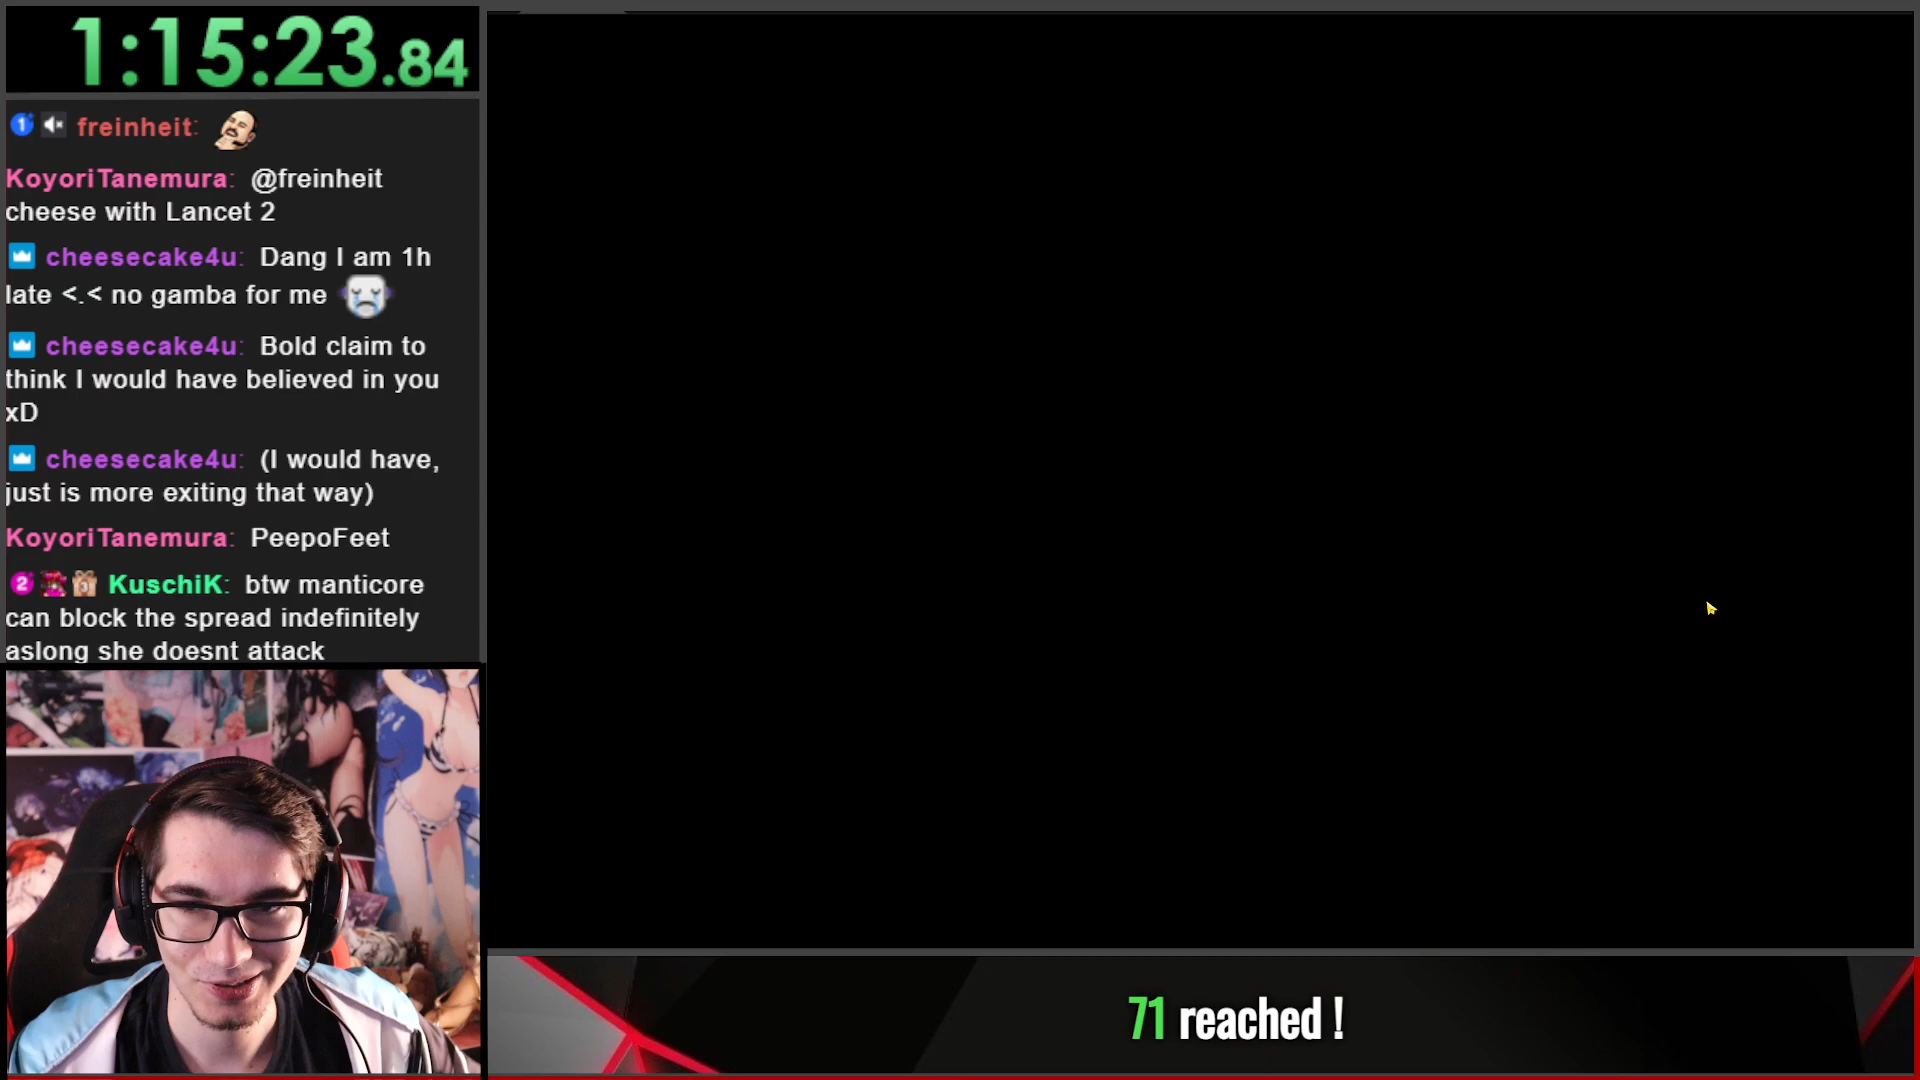 1:15:23.84
freinheit:
KoyoriTanemura: @freinheit
cheese with Lancet 2
cheesecake4u: Dang I am 1h
late <.< no gamba for me
cheesecake4u: Bold claim to
think I would have believed in you
xD
cheesecake4u: (I would have,
just is more exiting that way)
KoyoriTanemura: PeepoFeet
KuschiK: btw manticore
can block the spread indefinitely
aslong she doesnt attack
71 reached !